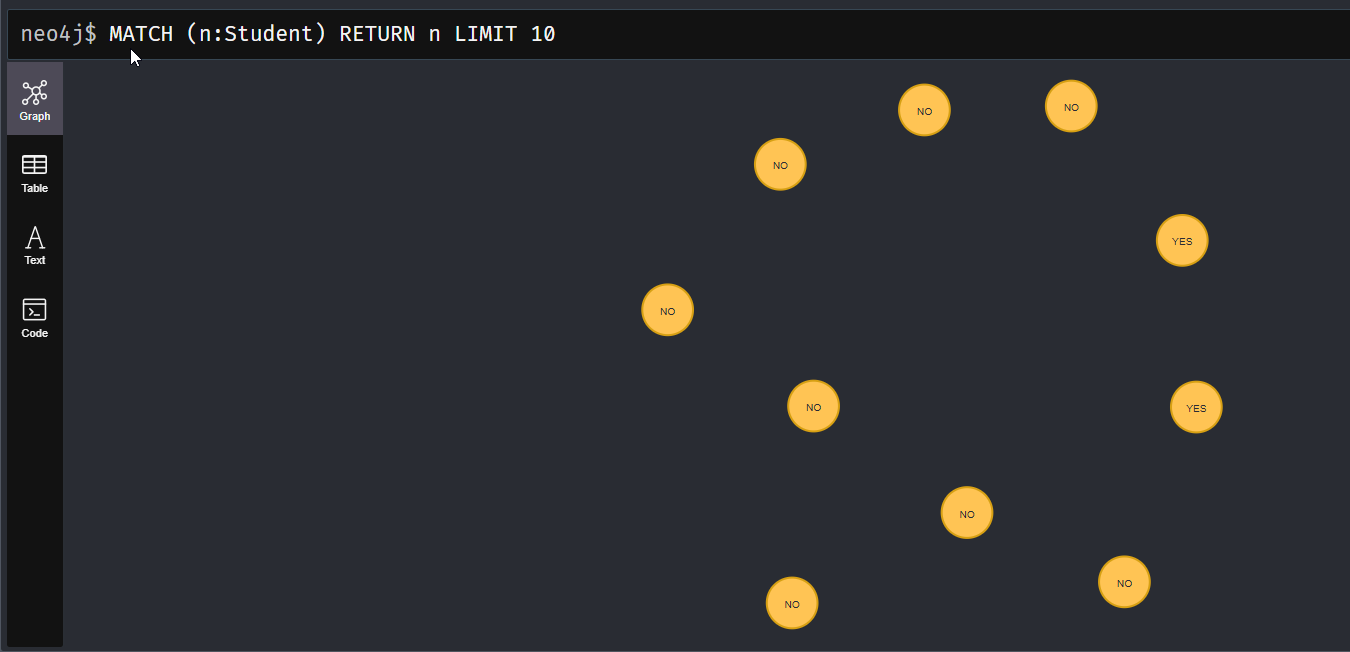 neo4j$ MATCH (n:Student) RETURN n LIMIT 10
Graph
Table
Text
Code
NO
NO
NO
YES
NO
NO
YES
NO
NO
NO